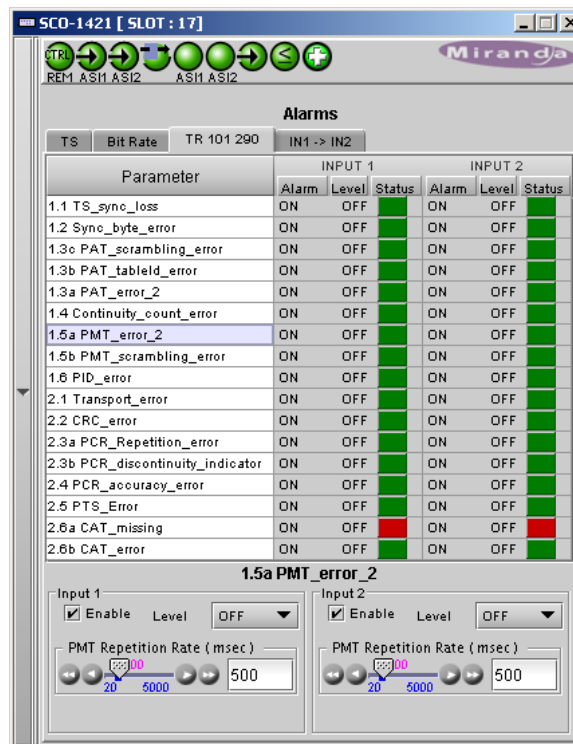 SCO-1421 [ SLOT : 17 ]
CTRL
REM ASI1 ASI2 ASI1 ASI2
Miranda
Alarms
TS Bit Rate TR 101 290 IN1 -> IN2
Parameter INPUT 1 INPUT 2
Alarm Level Status Alarm Level Status
1.1 TS_sync_loss ON OFF ON OFF
1.2 Sync_byte_error ON OFF ON OFF
1.3c PAT_scrambling_error ON OFF ON OFF
1.3b PAT_tableId_error ON OFF ON OFF
1.3a PAT_error_2 ON OFF ON OFF
1.4 Continuity_count_error ON OFF ON OFF
1.5a PMT_error_2 ON OFF ON OFF
1.5b PMT_scrambling_error ON OFF ON OFF
1.6 PID_error ON OFF ON OFF
2.1 Transport_error ON OFF ON OFF
2.2 CRC_error ON OFF ON OFF
2.3a PCR_Repetition_error ON OFF ON OFF
2.3b PCR_discontinuity_indicator ON OFF ON OFF
2.4 PCR_accuracy_error ON OFF ON OFF
2.5 PTS_Error ON OFF ON OFF
2.6a CAT_missing ON OFF ON OFF
2.6b CAT_error ON OFF ON OFF
1.5a PMT_error_2
Input 1 Input 2
Enable Level OFF Enable Level OFF
PMT Repetition Rate ( msec ) PMT Repetition Rate ( msec )
20 5000 500 20 5000 500